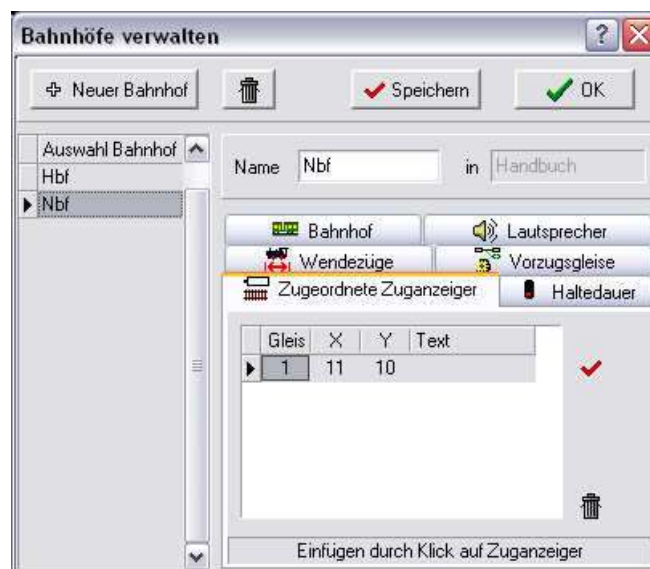 Bahnhöfe verwalten
Neuer Bahnhof Speichern OK
Auswahl Bahnhof
Hbf
Nbf
Name Nbf in Handbuch
Bahnhof Lautsprecher
Wendezüge Vorzugsgleise
Zugeordnete Zuganzeiger Haltedauer
Gleis X Y Text
1 11 10
Einfügen durch Klick auf Zuganzeiger